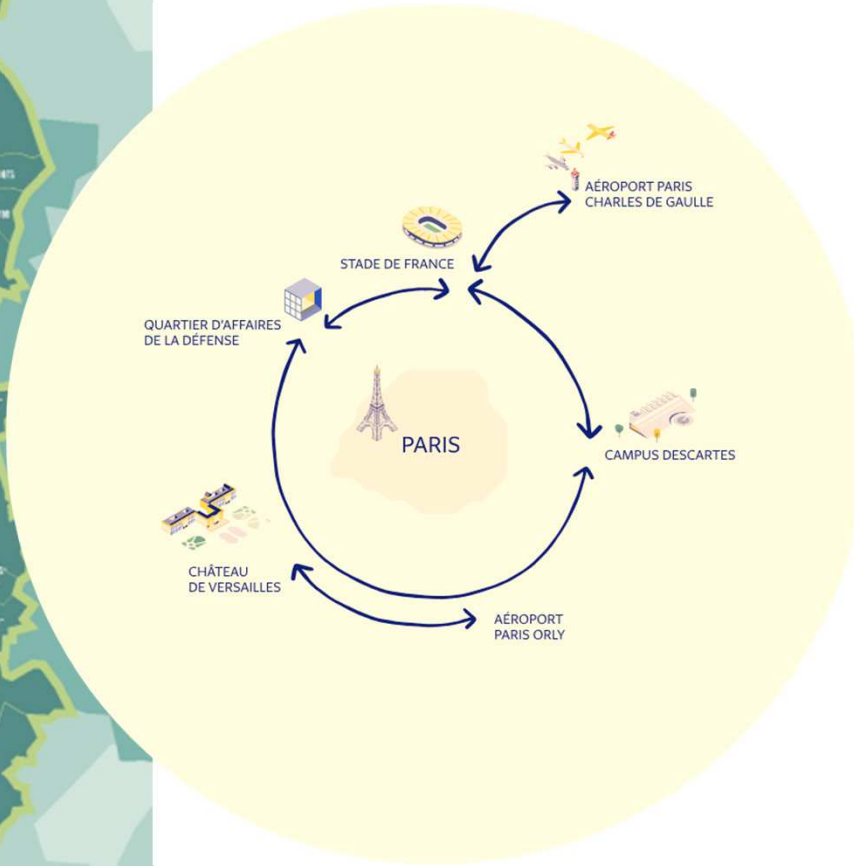 AÉROPORT PARIS
CHARLES DE GAULLE
STADE DE FRANCE
QUARTIER D'AFFAIRES
DE LA DÉFENSE
PARIS
CAMPUS DESCARTES
CHÂTEAU
DE VERSAILLES
AÉROPORT
PARIS ORLY